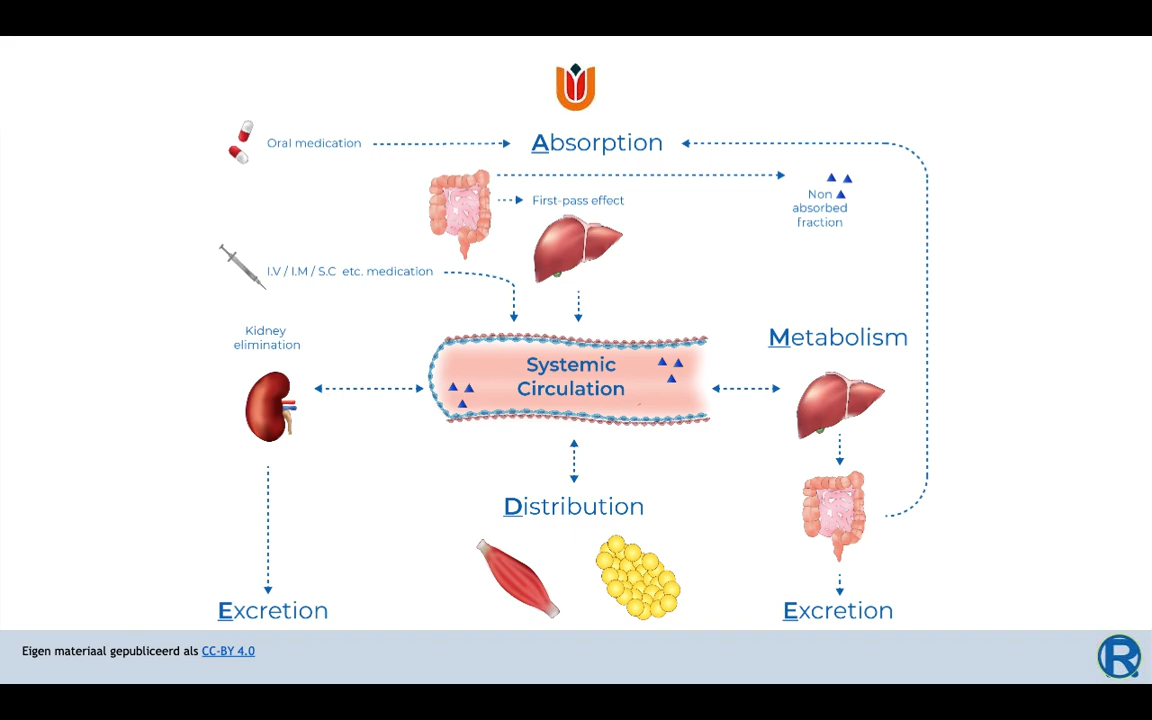 Oral medication
Absorption
Non
absorbed
fraction
First-pass effect
I.V / I.M / S.C etc. medication
Kidney
elimination
Metabolism
Systemic
Circulation
Distribution
Excretion
Excretion
Eigen materiaal gepubliceerd als CC-BY 4.0
R